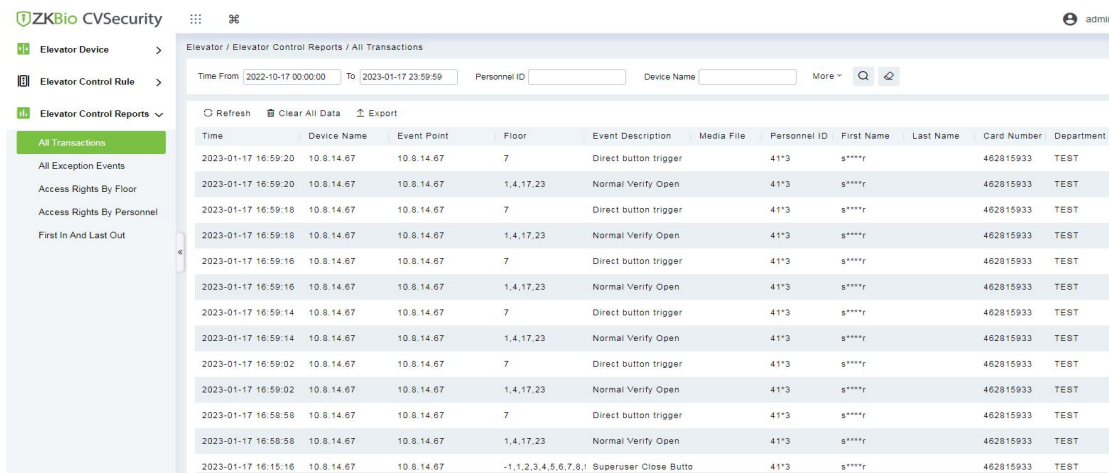 ZKBio CVSecurity
admin
Elevator Device
Elevator Control Rule
Elevator Control Reports
All Transactions
All Exception Events
Access Rights By Floor
Access Rights By Personnel
First In And Last Out
Elevator / Elevator Control Reports / All Transactions
Time From 2022-10-17 00:00:00 To 2023-01-17 23:59:59 Personnel ID Device Name More
Refresh Clear All Data Export
Time Device Name Event Point Floor Event Description Media File Personnel ID First Name Last Name Card Number Department
2023-01-17 16:59:20 10.8.14.67 10.8.14.67 7 Direct button trigger 41*3 s****r 462815933 TEST
2023-01-17 16:59:20 10.8.14.67 10.8.14.67 1,4,17,23 Normal Verify Open 41*3 s****r 462815933 TEST
2023-01-17 16:59:18 10.8.14.67 10.8.14.67 7 Direct button trigger 41*3 s****r 462815933 TEST
2023-01-17 16:59:18 10.8.14.67 10.8.14.67 1,4,17,23 Normal Verify Open 41*3 s****r 462815933 TEST
2023-01-17 16:59:16 10.8.14.67 10.8.14.67 7 Direct button trigger 41*3 s****r 462815933 TEST
2023-01-17 16:59:16 10.8.14.67 10.8.14.67 1,4,17,23 Normal Verify Open 41*3 s****r 462815933 TEST
2023-01-17 16:59:14 10.8.14.67 10.8.14.67 7 Direct button trigger 41*3 s****r 462815933 TEST
2023-01-17 16:59:14 10.8.14.67 10.8.14.67 1,4,17,23 Normal Verify Open 41*3 s****r 462815933 TEST
2023-01-17 16:59:02 10.8.14.67 10.8.14.67 7 Direct button trigger 41*3 s****r 462815933 TEST
2023-01-17 16:59:02 10.8.14.67 10.8.14.67 1,4,17,23 Normal Verify Open 41*3 s****r 462815933 TEST
2023-01-17 16:58:58 10.8.14.67 10.8.14.67 7 Direct button trigger 41*3 s****r 462815933 TEST
2023-01-17 16:58:58 10.8.14.67 10.8.14.67 1,4,17,23 Normal Verify Open 41*3 s****r 462815933 TEST
2023-01-17 16:15:16 10.8.14.67 10.8.14.67 -1,1,2,3,4,5,6,7,8, Superuser Close Butto 41*3 s****r 462815933 TEST